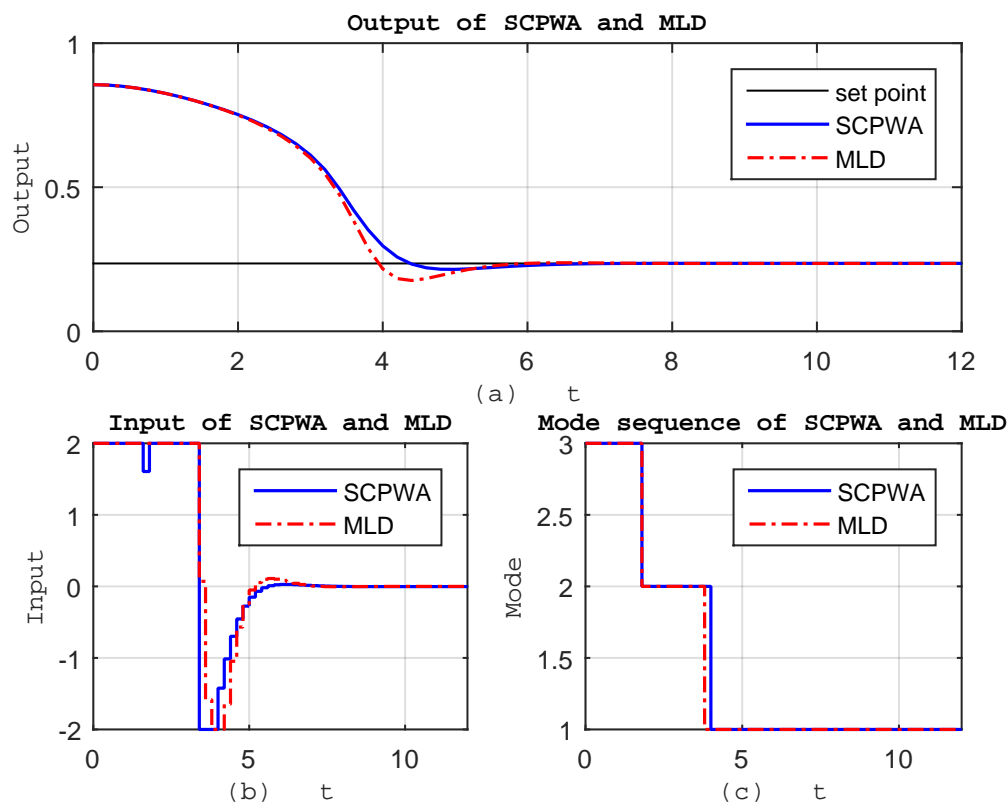 Output of SCPWA and MLD
1
0.5
0
Output
set point
SCPWA
MLD
0 2 4 6 8 10 12
(a) t
Input of SCPWA and MLD
2
1
0
-1
-2
Input
SCPWA
MLD
0 5 10
(b) t
Mode sequence of SCPWA and MLD
3
2.5
2
1.5
1
Mode
SCPWA
MLD
0 5 10
(c) t